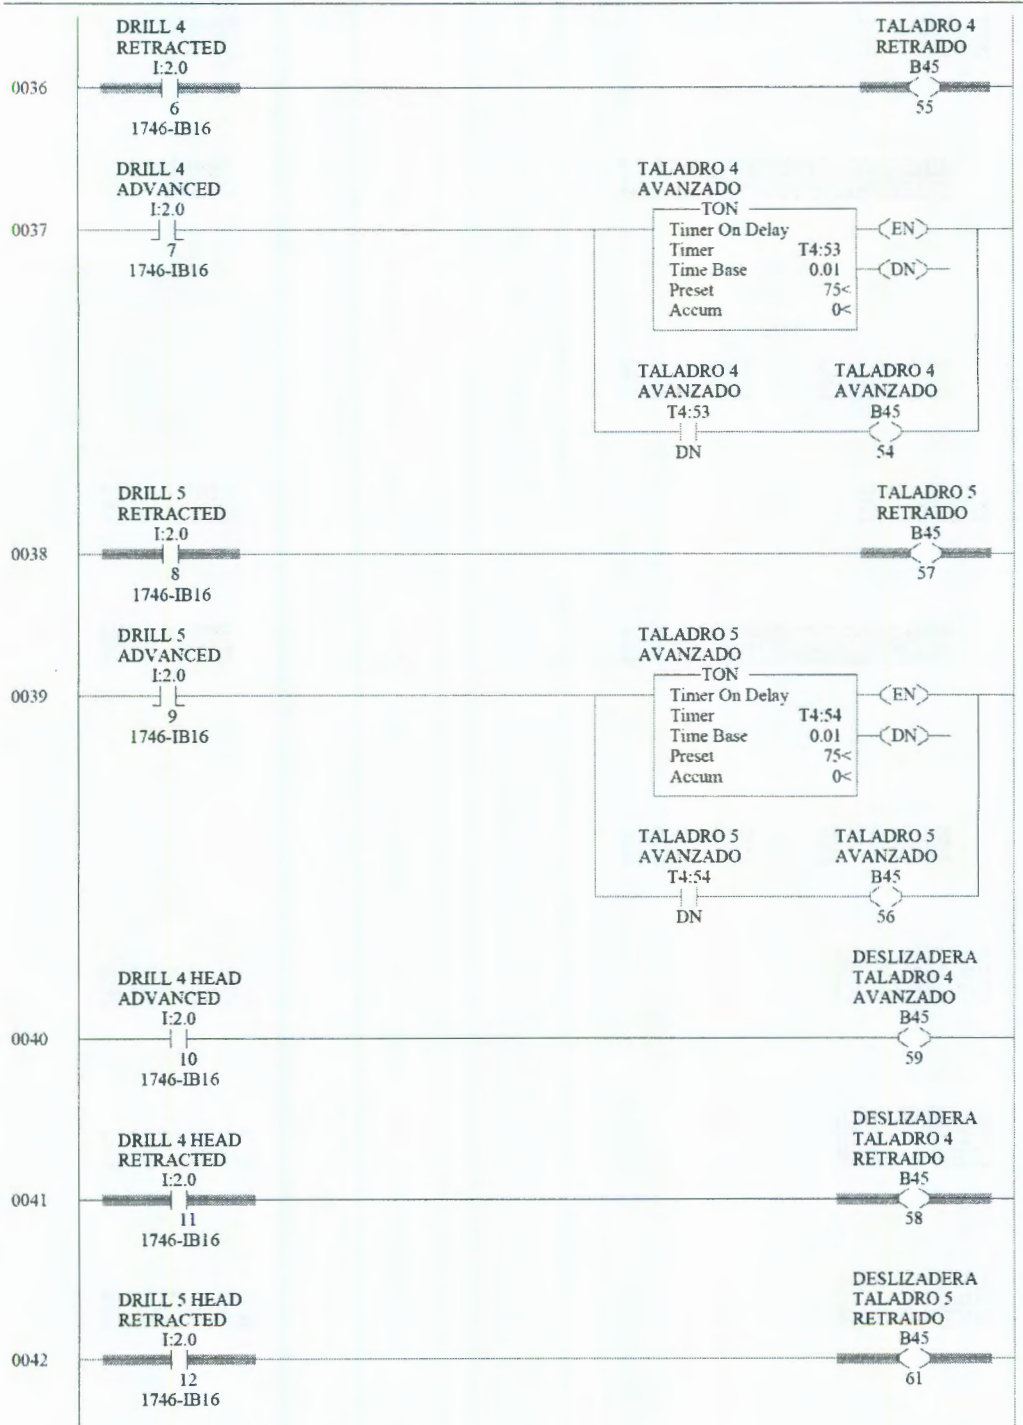 DRILL 4
RETRACTED
I:2.0
TALADRO 4
RETRAIDO
B45
0036
6
1746-IB16
55
DRILL 4
ADVANCED
I:2.0
TALADRO 4
AVANZADO
TON
0037
7
1746-IB16
Timer On Delay
Timer T4:53
Time Base 0.01
Preset 75<
Accum 0<
EN
DN
TALADRO 4
AVANZADO
T4:53
DN
TALADRO 4
AVANZADO
B45
54
DRILL 5
RETRACTED
I:2.0
TALADRO 5
RETRAIDO
B45
0038
8
1746-IB16
57
DRILL 5
ADVANCED
I:2.0
TALADRO 5
AVANZADO
TON
0039
9
1746-IB16
Timer On Delay
Timer T4:54
Time Base 0.01
Preset 75<
Accum 0<
EN
DN
TALADRO 5
AVANZADO
T4:54
DN
TALADRO 5
AVANZADO
B45
56
DRILL 4 HEAD
ADVANCED
I:2.0
DESLIZADERA
TALADRO 4
AVANZADO
B45
0040
10
1746-IB16
59
DRILL 4 HEAD
RETRACTED
I:2.0
DESLIZADERA
TALADRO 4
RETRAIDO
B45
0041
11
1746-IB16
58
DRILL 5 HEAD
RETRACTED
I:2.0
DESLIZADERA
TALADRO 5
RETRAIDO
B45
0042
12
1746-IB16
61